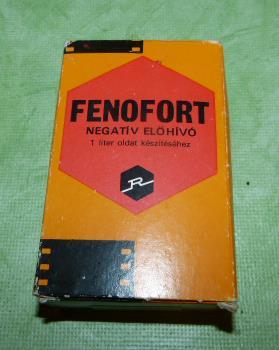 FENOFORT
NEGATÍV ELŐHÍVÓ
1 liter oldat készítéséhez